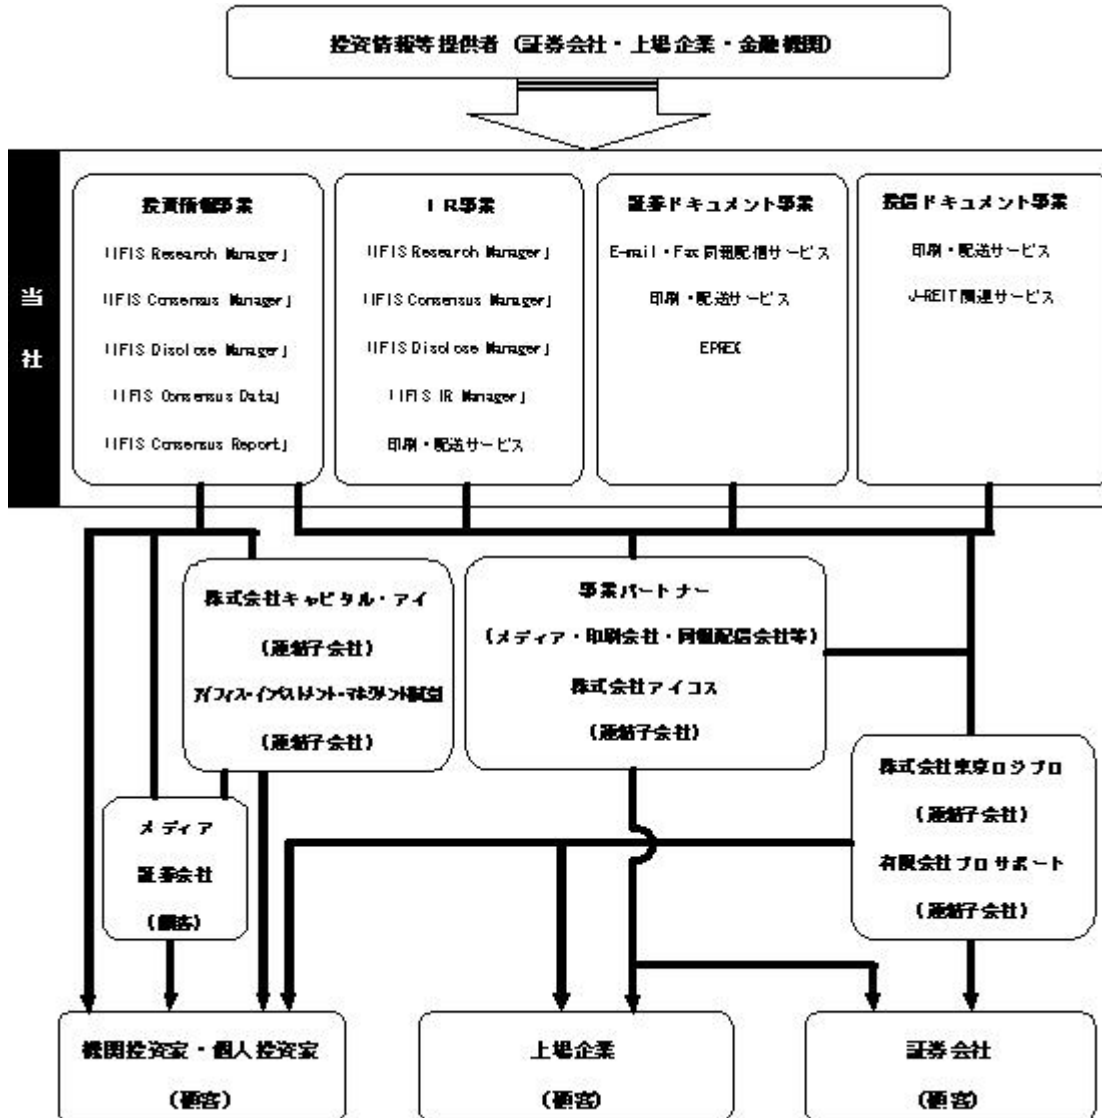 投資情報等提供者（証券会社・上場企業・金融機関）
当
社
投資情報事業
「IFIS Research Manager」
「IFIS Consensus Manager」
「IFIS Disclose Manager」
「IFIS Consensus Data」
「IFIS Consensus Report」
ＩＲ事業
「IFIS Research Manager」
「IFIS Consensus Manager」
「IFIS Disclose Manager」
「IFIS IR Manager」
印刷・配送サービス
証券ドキュメント事業
E-mail・Fax同報配信サービス
印刷・配送サービス
EPREX
投信ドキュメント事業
印刷・配送サービス
J-REIT関連サービス
株式会社キャピタル・アイ
（連結子会社）
アイフィス・インベストメント・マネジメント株式会社
（連結子会社）
事業パートナー
（メディア・印刷会社・同報配信会社等）
株式会社アイコス
（連結子会社）
株式会社東京ロジプロ
（連結子会社）
有限会社プロサポート
（連結子会社）
メディア
証券会社
（顧客）
機関投資家・個人投資家
（顧客）
上場企業
（顧客）
証券会社
（顧客）